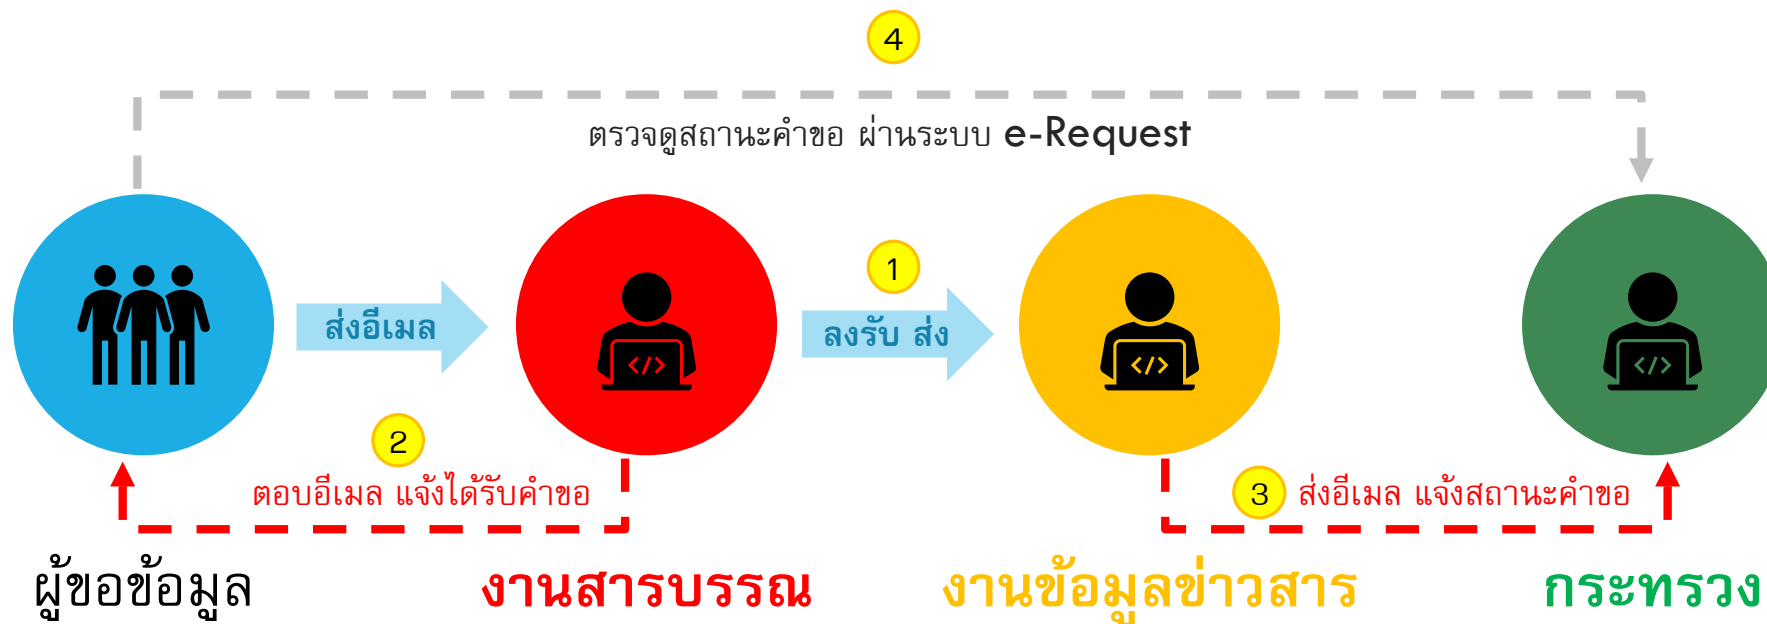 4
ตรวจดูสถานะคำขอ ผ่านระบบ e-Request
1
ส่งอีเมล
ลงรับ ส่ง
</>
</>
</>
2
ตอบอีเมล แจ้งได้รับคำขอ
3 ส่งอีเมล แจ้งสถานะคำขอ
ผู้ขอข้อมูล
งานสารบรรณ
งานข้อมูลข่าวสาร
กระทรวง